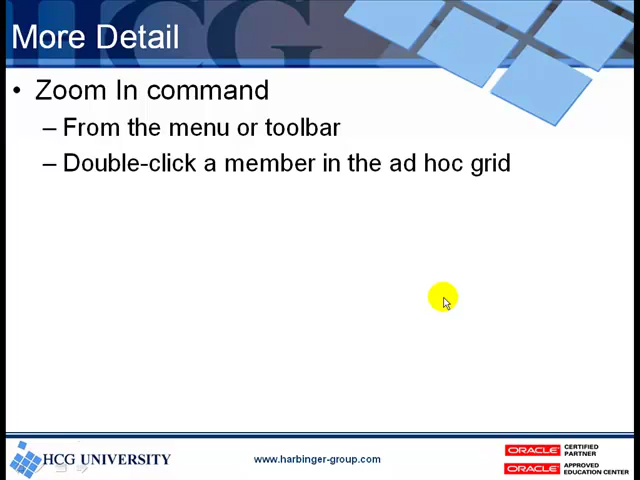 HCG
More Detail
• Zoom In command
– From the menu or toolbar
– Double-click a member in the ad hoc grid
HCG UNIVERSITY
www.harbinger-group.com
ORACLE CERTIFIED PARTNER
ORACLE APPROVED EDUCATION CENTER